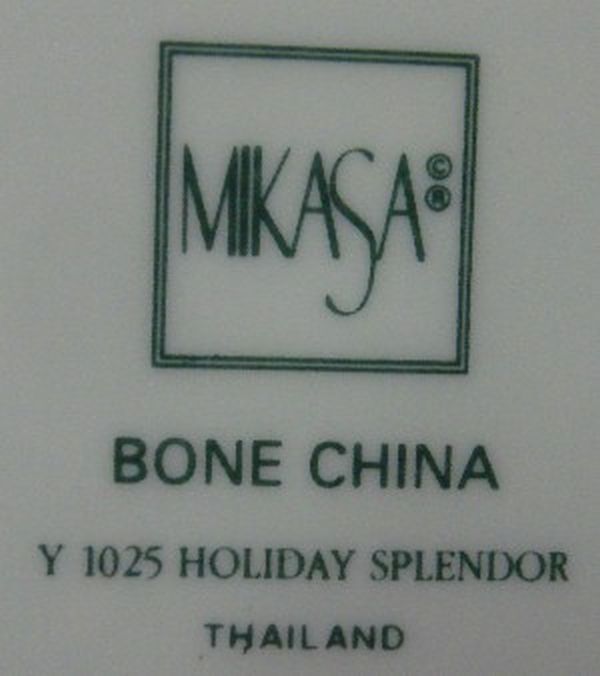 MIKASA © ®
BONE CHINA
Y 1025 HOLIDAY SPLENDOR
THAILAND